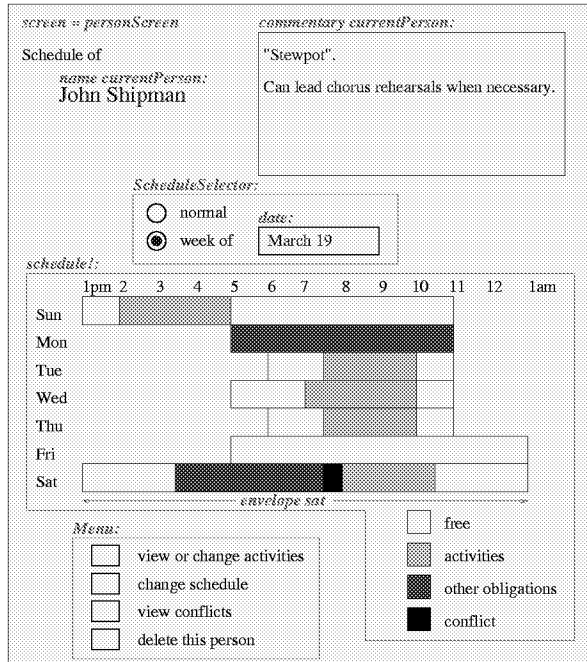 screen = personScreen
commentary currentPerson:
Schedule of
name currentPerson:
John Shipman
"Stewpot".
Can lead chorus rehearsals when necessary.
ScheduleSelector:
normal
date:
week of
March 19
schedule!:
1pm 2 3 4 5 6 7 8 9 10 11 12 1am
Sun
Mon
Tue
Wed
Thu
Fri
Sat
envelope sat
Menu:
view or change activities
change schedule
view conflicts
delete this person
free
activities
other obligations
conflict